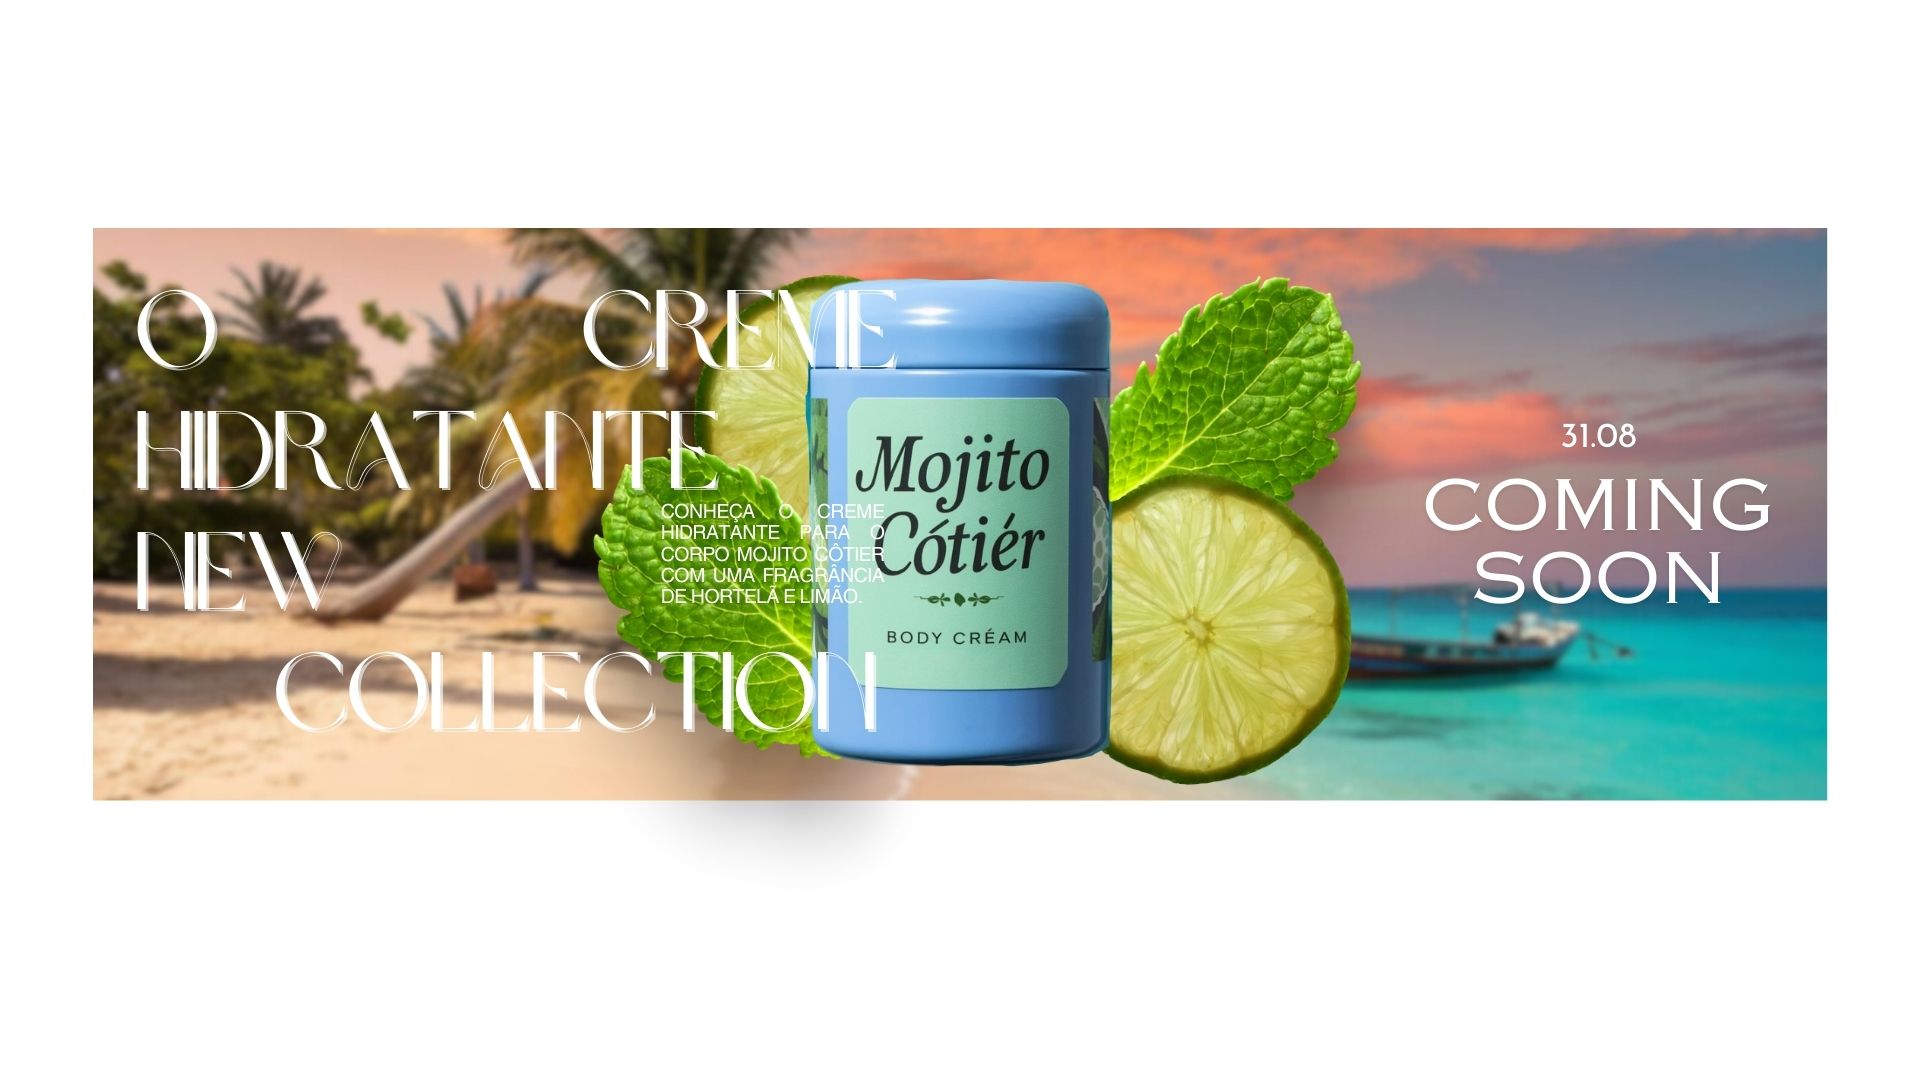 O CREME
HIDRATANTE
NEW
COLLECTION
CONHEÇA O CREME
HIDRATANTE PARA O
CORPO MOJITO CÔTIER
COM UMA FRAGRÂNCIA
DE HORTELÃ E LIMÃO.
Mojito
Cótiér
BODY CRÉAM
31.08
COMING
SOON